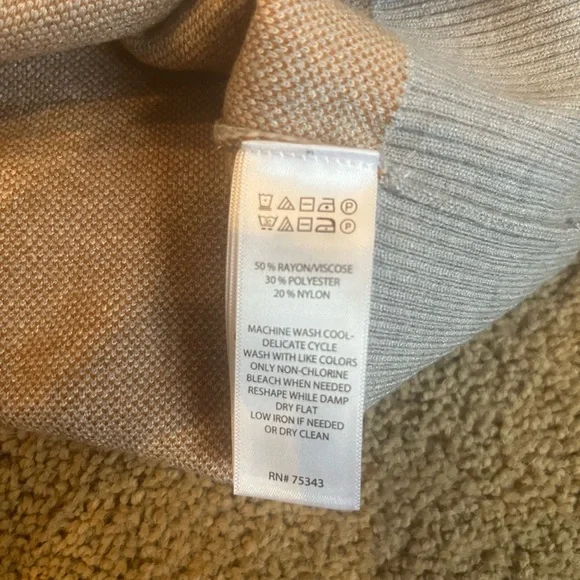 50 % RAYON/VISCOSE
30 % POLYESTER
20 % NYLON
MACHINE WASH COOL-
DELICATE CYCLE
WASH WITH LIKE COLORS
ONLY NON-CHLORINE
BLEACH WHEN NEEDED
RESHAPE WHILE DAMP
DRY FLAT
LOW IRON IF NEEDED
OR DRY CLEAN
RN# 75343